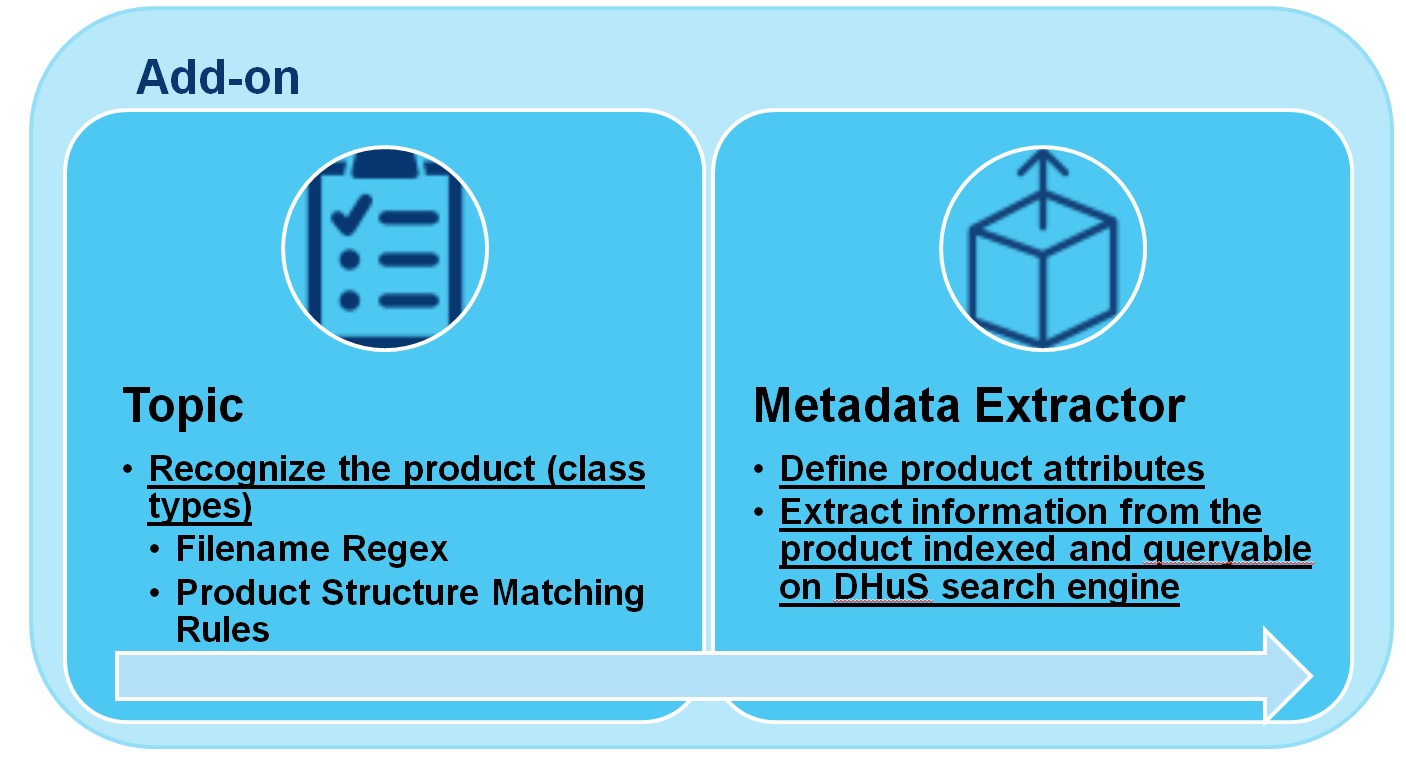 Add-on
Topic
• Recognize the product (class
types)
• Filename Regex
• Product Structure Matching
Rules
Metadata Extractor
• Define product attributes
• Extract information from the
product indexed and queryable
on DHuS search engine